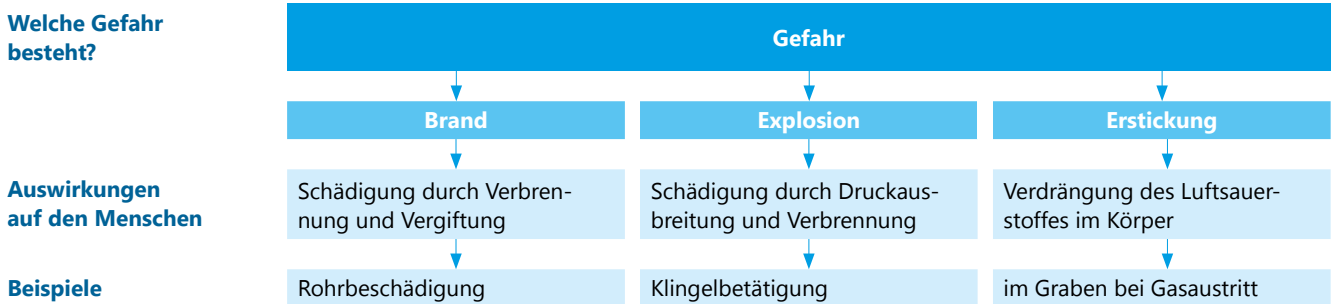 Welche Gefahr
besteht?
Gefahr
Brand
Explosion
Erstickung
Auswirkungen
auf den Menschen
Schädigung durch Verbren-
nung und Vergiftung
Schädigung durch Druckaus-
breitung und Verbrennung
Verdrängung des Luftsauer-
stoffes im Körper
Beispiele
Rohrbeschädigung
Klingelbetätigung
im Graben bei Gasaustritt